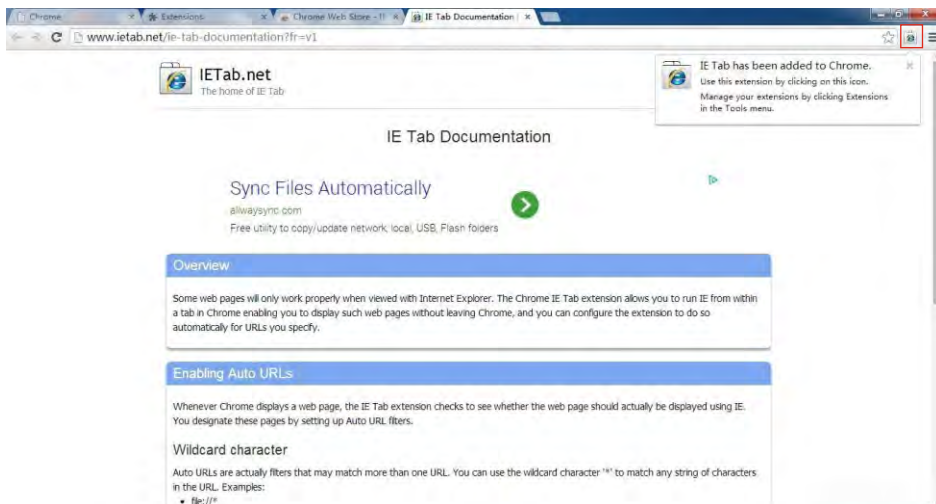 Chrome
Extensions
Chrome Web Store - I
IE Tab Documentation
www.ietab.net/ie-tab-documentation?fr=v1
IETab.net
The home of IE Tab
IE Tab has been added to Chrome.
Use this extension by clicking on this icon.
Manage your extensions by clicking Extensions
in the Tools menu.
IE Tab Documentation
Sync Files Automatically
allwaysync.com
Free utility to copy/update network, local, USB, Flash folders
Overview
Some web pages will only work properly when viewed with Internet Explorer. The Chrome IE Tab extension allows you to run IE from within
a tab in Chrome enabling you to display such web pages without leaving Chrome, and you can configure the extension to do so
automatically for URLs you specify.
Enabling Auto URLs
Whenever Chrome displays a web page, the IE Tab extension checks to see whether the web page should actually be displayed using IE.
You designate these pages by setting up Auto URL filters.
Wildcard character
Auto URLs are actually filters that may match more than one URL. You can use the wildcard character '*' to match any string of characters
in the URL. Examples:
• file://*